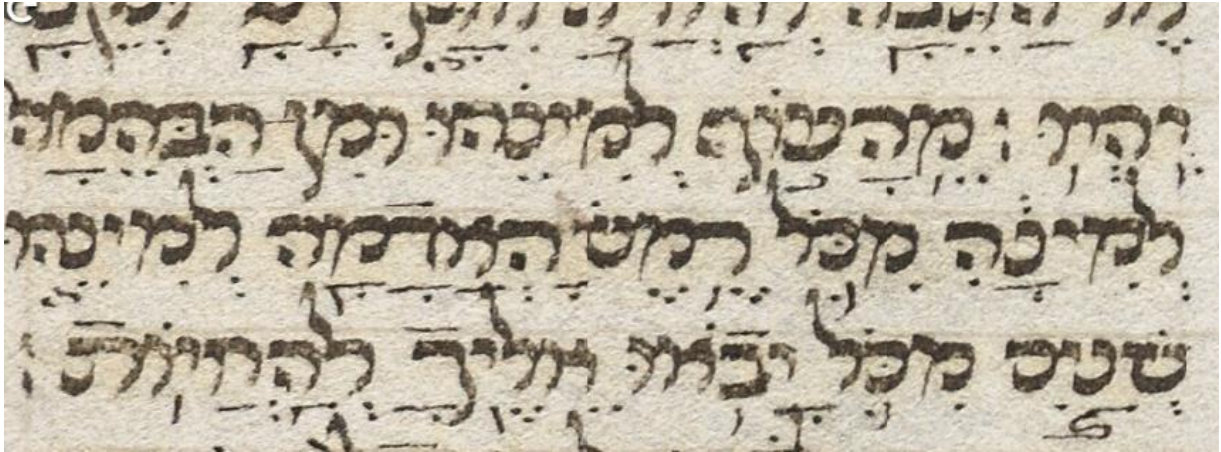 יהיו ׃ מהעוף למינהו ומן הבהמה
למינה מכל רמש האדמה למינהו
שנים מכל יבאו אליך להחיות ׃